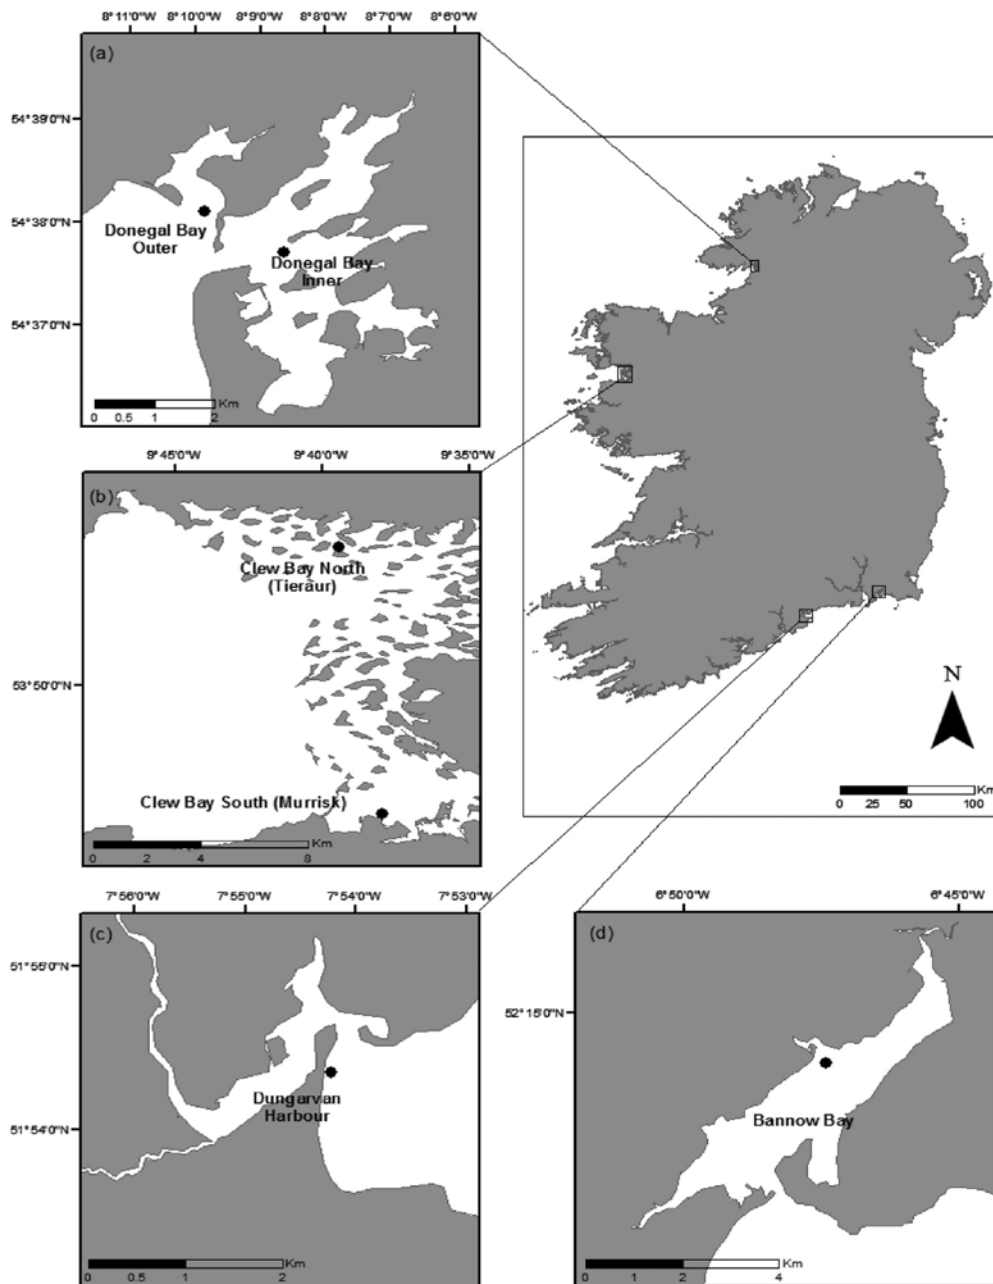 8°11'0"W 8°10'0"W 8°9'0"W 8°8'0"W 8°7'0"W 8°6'0"W
(a)
54°39'0"N
54°38'0"N
54°37'0"N
Donegal Bay
Outer
Donegal Bay
Inner
Km
0 0.5 1 2
9°45'0"W 9°40'0"W 9°35'0"W
(b)
Clew Bay North
(Tieraur)
53°50'0"N
Clew Bay South (Murrisk)
Km
0 2 4 8
N
Km
0 25 50 100
7°56'0"W 7°55'0"W 7°54'0"W 7°53'0"W
(c)
51°55'0"N
Dungarvan
Harbour
51°54'0"N
Km
0 1 2
6°50'0"W 6°45'0"W
(d)
52°15'0"N
Bannow Bay
Km
0 2 4